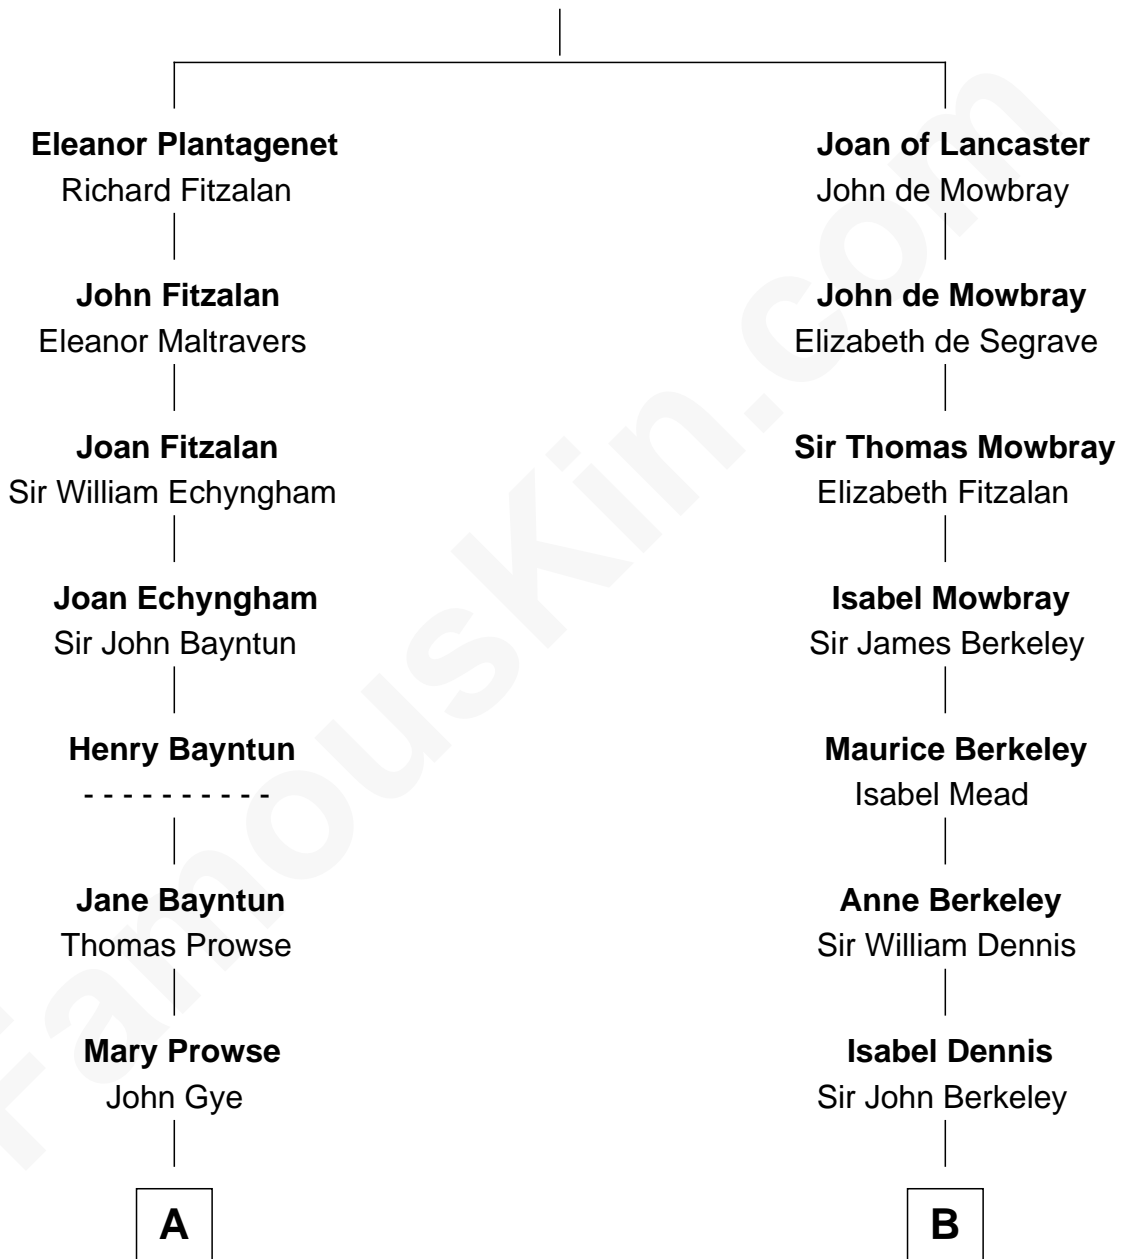 Eleanor Plantagenet
Richard Fitzalan
John Fitzalan
Eleanor Maltravers
Joan Fitzalan
Sir William Echyngham
Joan Echyngham
Sir John Bayntun
Henry Bayntun
- - - - - - - - - -
Jane Bayntun
Thomas Prowse
Mary Prowse
John Gye
A
Joan of Lancaster
John de Mowbray
John de Mowbray
Elizabeth de Segrave
Sir Thomas Mowbray
Elizabeth Fitzalan
Isabel Mowbray
Sir James Berkeley
Maurice Berkeley
Isabel Mead
Anne Berkeley
Sir William Dennis
Isabel Dennis
Sir John Berkeley
B
FamousKin.com